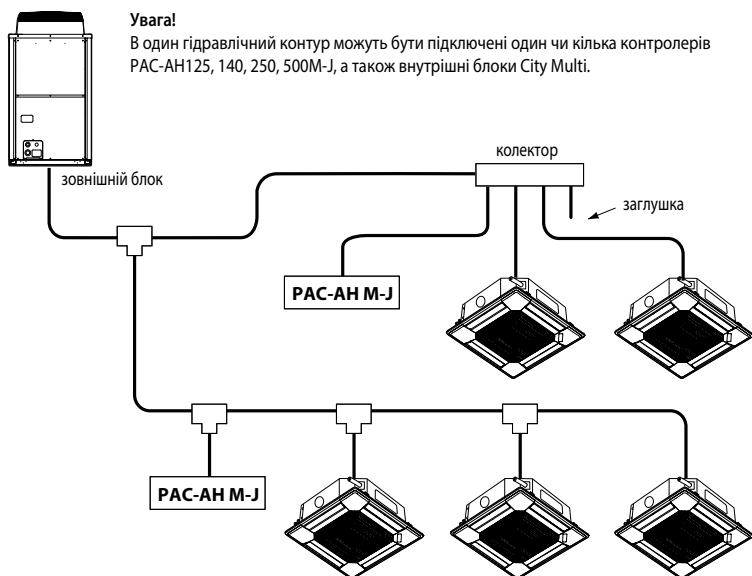 Увага!
В один гідравлічний контур можуть бути підключені один чи кілька контролерів
PAC-AH125, 140, 250, 500M-J, а також внутрішні блоки City Multi.
колектор
зовнішній блок
заглушка
PAC-AH M-J
PAC-AH M-J